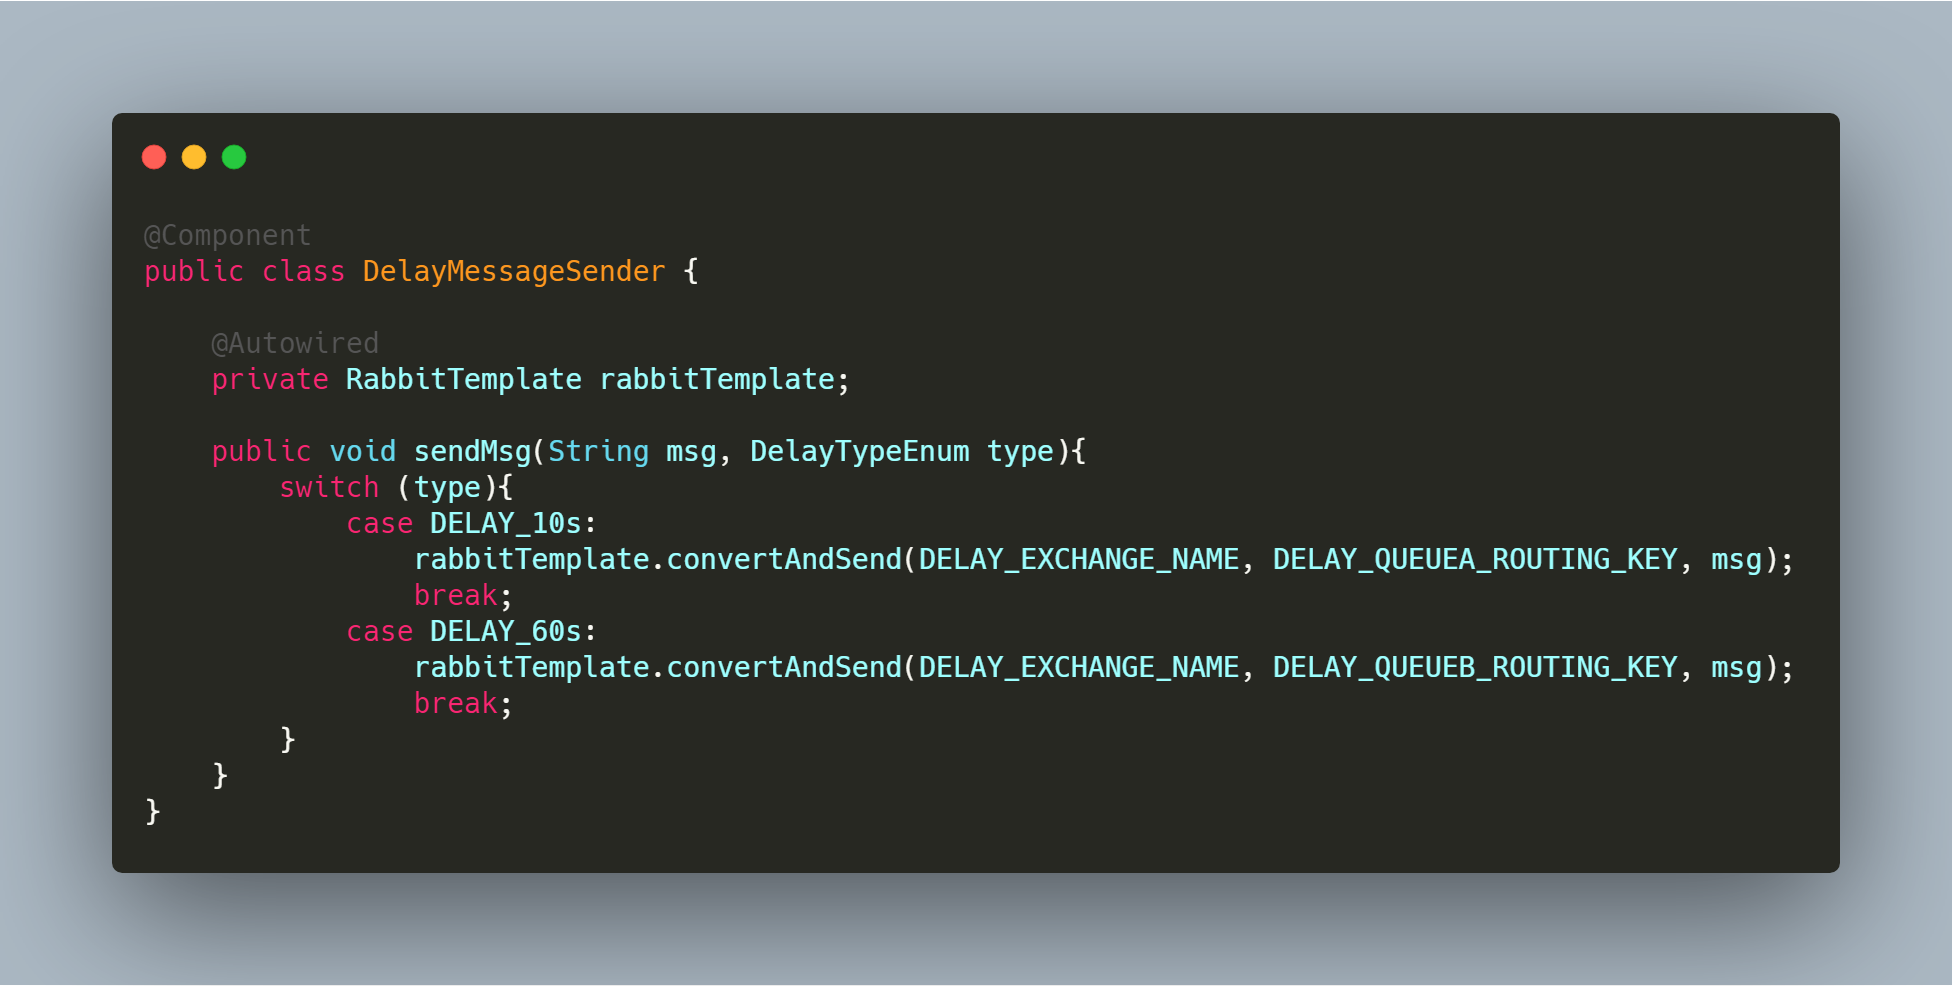 @Component
public class DelayMessageSender {
    @Autowired
    private RabbitTemplate rabbitTemplate;
    public void sendMsg(String msg, DelayTypeEnum type){
        switch (type){
            case DELAY_10s:
                rabbitTemplate.convertAndSend(DELAY_EXCHANGE_NAME, DELAY_QUEUEA_ROUTING_KEY, msg);
                break;
            case DELAY_60s:
                rabbitTemplate.convertAndSend(DELAY_EXCHANGE_NAME, DELAY_QUEUEB_ROUTING_KEY, msg);
                break;
        }
    }
}